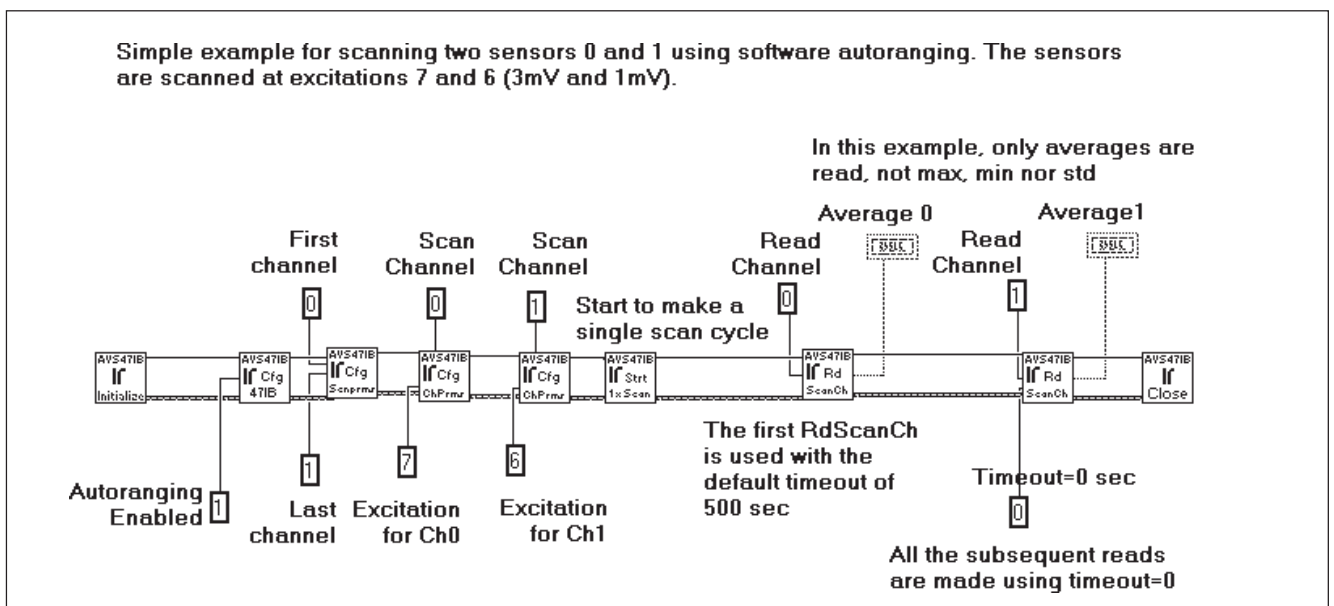 Simple example for scanning two sensors 0 and 1 using software autoranging. The sensors
are scanned at excitations 7 and 6 (3mV and 1mV).
In this example, only averages are
read, not max, min nor std
Average 0
Average1
First
channel
0
Scan
Channel
0
Scan
Channel
1
Start to make a
single scan cycle
Read
Channel
0
Read
Channel
1
AVS47IB
Initialize
AVS47IB
Cfg
47IB
AVS47IB
Cfg
Scnprmr
AVS47IB
Cfg
ChPrmr
AVS47IB
Cfg
ChPrmr
AVS47IB
Strt
1xScan
AVS47IB
Rd
ScanCh
AVS47IB
Rd
ScanCh
AVS47IB
Close
Autoranging
Enabled
1
1
Last
channel
7
Excitation
for Ch0
6
Excitation
for Ch1
The first RdScanCh
is used with the
default timeout of
500 sec
Timeout=0 sec
0
All the subsequent reads
are made using timeout=0